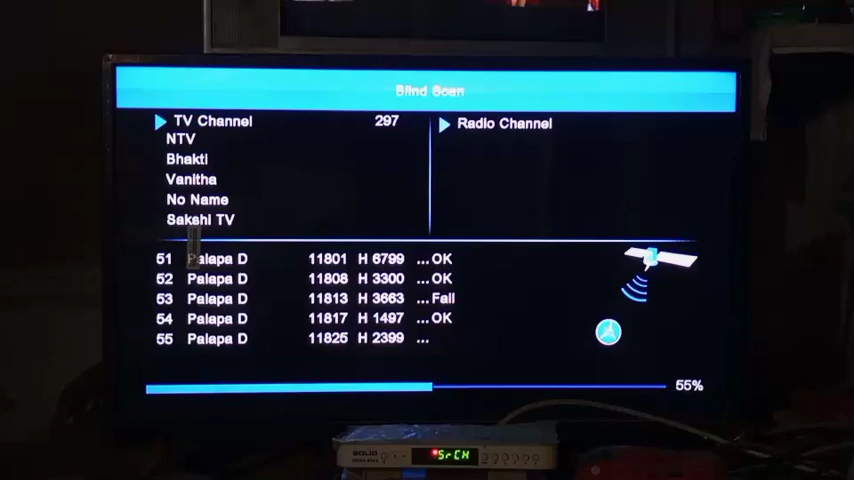 Blind Scan
TV Channel 297
NTV
Bhakti
Vanitha
No Name
Sakshi TV
Radio Channel
51 Palapa D 11801 H 6799 ...OK
52 Palapa D 11808 H 3300 ...OK
53 Palapa D 11813 H 3663 ...Fail
54 Palapa D 11817 H 1497 ...OK
55 Palapa D 11825 H 2399 ...
55%
SOLID
SrCH